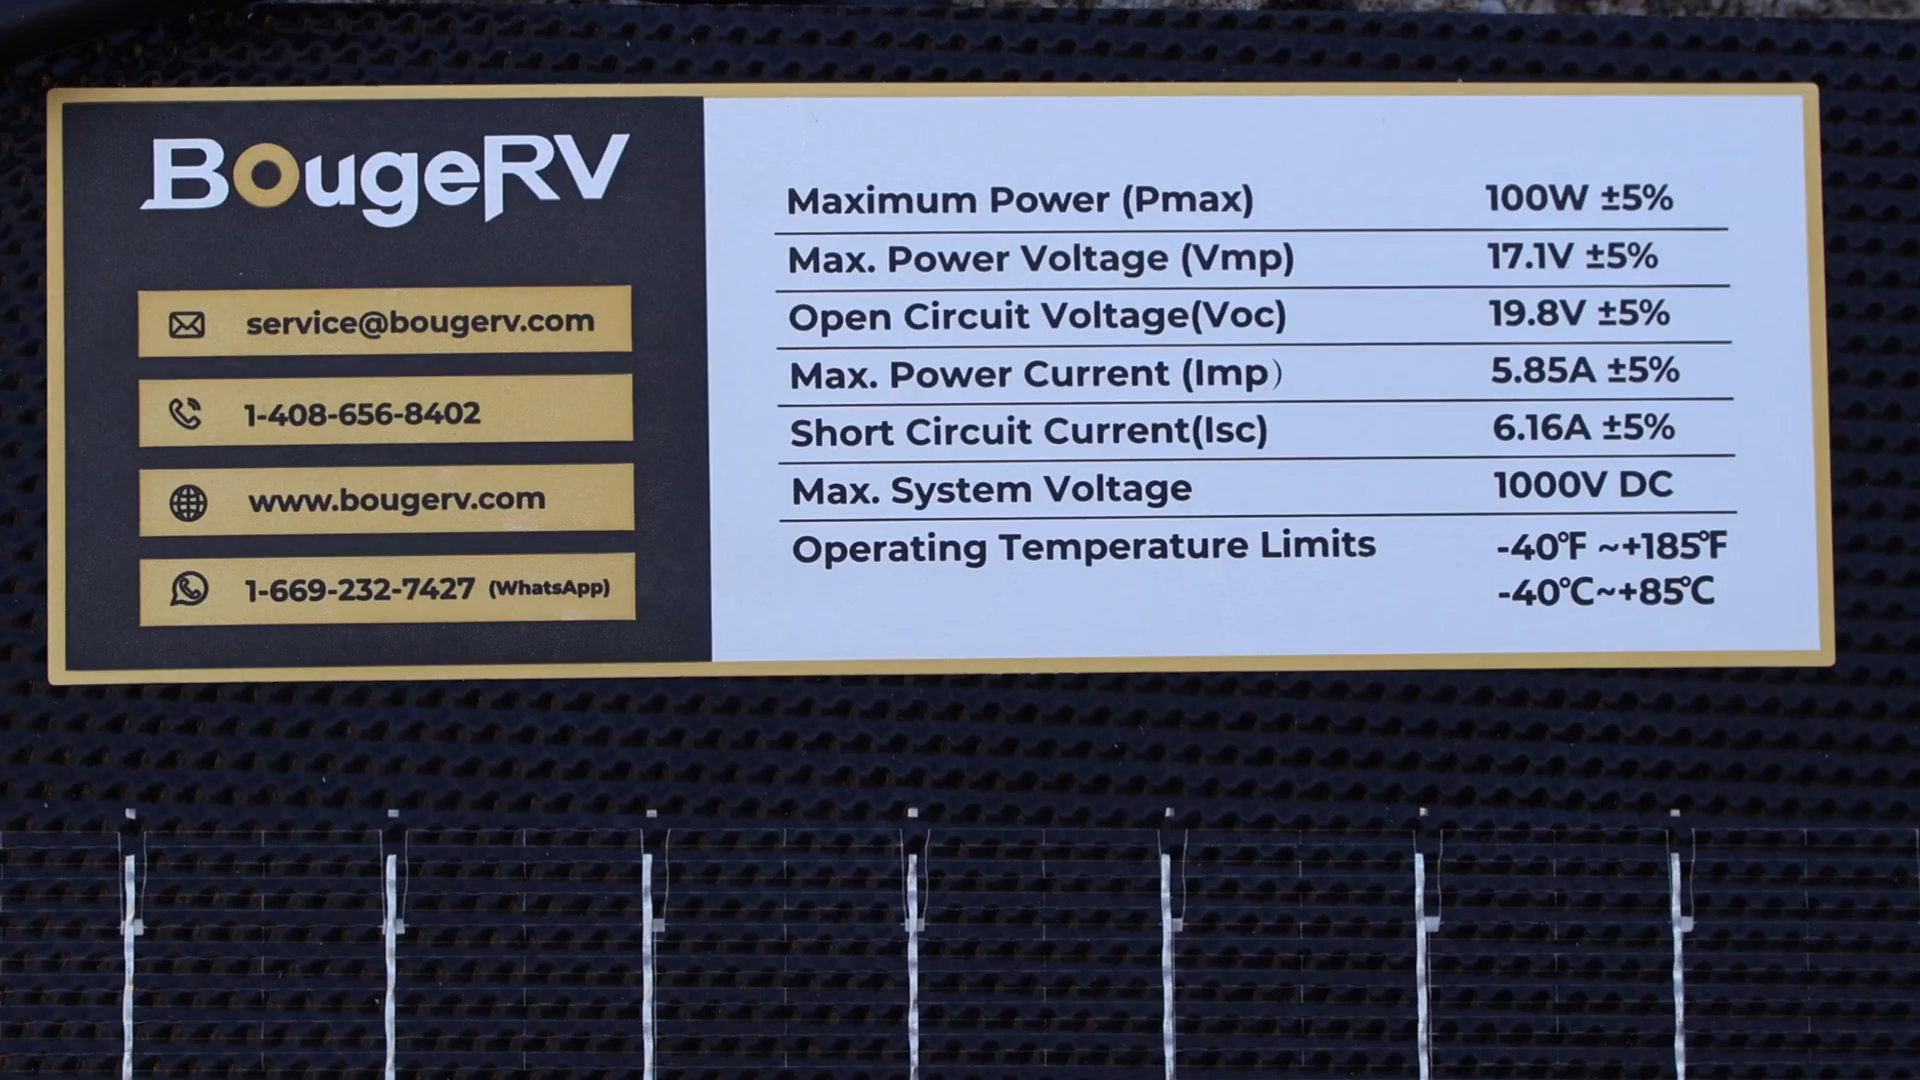 BougeRV
service@bougerv.com
1-408-656-8402
www.bougerv.com
1-669-232-7427 (WhatsApp)
Maximum Power (Pmax) 100W ±5%
Max. Power Voltage (Vmp) 17.1V ±5%
Open Circuit Voltage(Voc) 19.8V ±5%
Max. Power Current (Imp） 5.85A ±5%
Short Circuit Current(Isc) 6.16A ±5%
Max. System Voltage 1000V DC
Operating Temperature Limits -40℉ ~+185℉
-40℃~+85℃